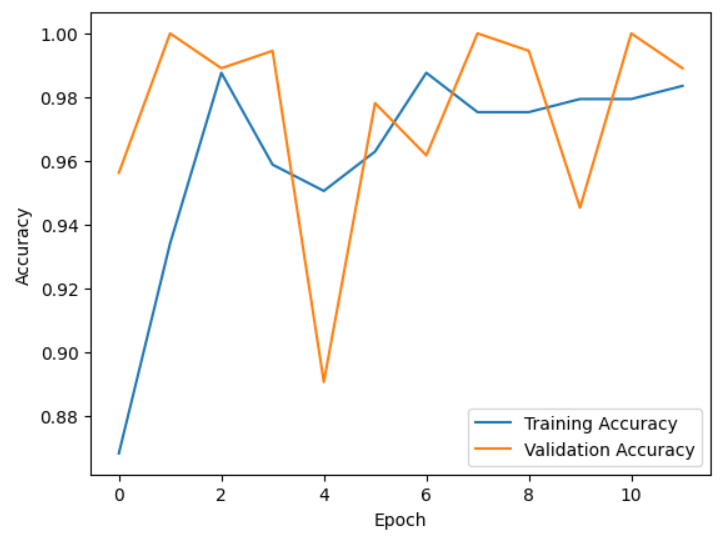 1.00
0.98
0.96
0.94
0.92
0.90
0.88
Accuracy
Training Accuracy
Validation Accuracy
0 2 4 6 8 10
Epoch